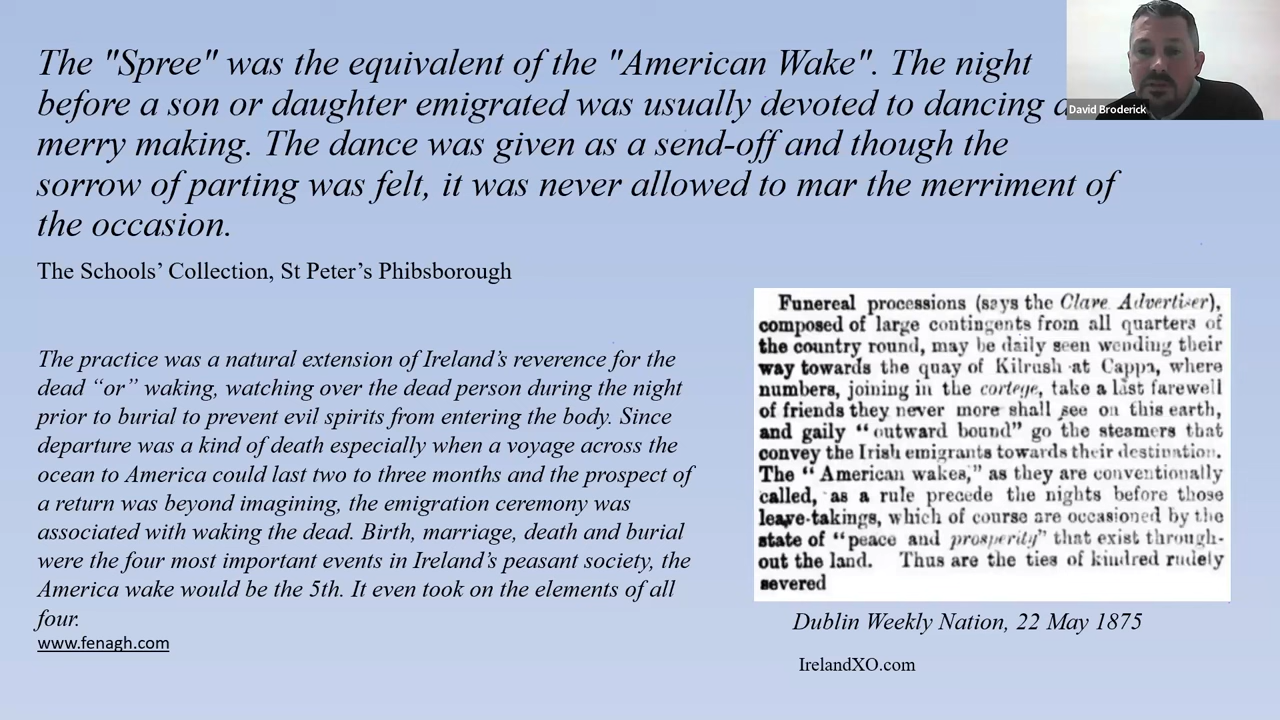 The "Spree" was the equivalent of the "American Wake". The night
before a son or daughter emigrated was usually devoted to dancing
merry making. The dance was given as a send-off and though the
sorrow of parting was felt, it was never allowed to mar the merriment of
the occasion.
The Schools’ Collection, St Peter’s Phibsborough
David Broderick
The practice was a natural extension of Ireland’s reverence for the
dead “or” waking, watching over the dead person during the night
prior to burial to prevent evil spirits from entering the body. Since
departure was a kind of death especially when a voyage across the
ocean to America could last two to three months and the prospect of
a return was beyond imagining, the emigration ceremony was
associated with waking the dead. Birth, marriage, death and burial
were the four most important events in Ireland’s peasant society, the
America wake would be the 5th. It even took on the elements of all
four.
www.fenagh.com
Funereal processions (says the Clare Advertiser),
composed of large contingents from all quarters of
the country round, may be daily seen wending their
way towards the quay of Kilrush at Cappa, where
numbers, joining in the cortege, take a last farewell
of friends they never more shall see on this earth,
and gaily “outward bound” go the steamers that
convey the Irish emigrants towards their destination.
The “American wakes,” as they are conventionally
called, as a rule precede the nights before those
leave-takings, which of course are occasioned by the
state of “peace and prosperity” that exist through-
out the land. Thus are the ties of kindred rudely
severed
Dublin Weekly Nation, 22 May 1875
IrelandXO.com